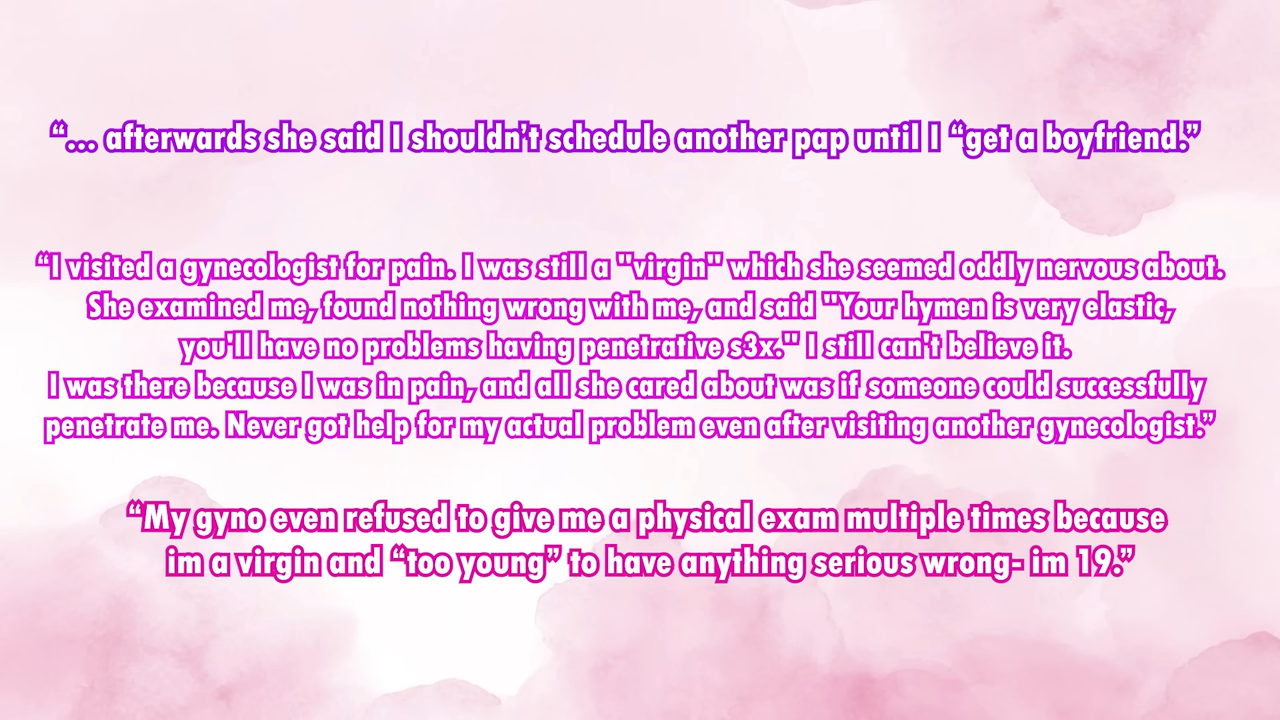 “... afterwards she said I shouldn't schedule another pap until I “get a boyfriend.”
“I visited a gynecologist for pain. I was still a "virgin" which she seemed oddly nervous about.
She examined me, found nothing wrong with me, and said "Your hymen is very elastic,
you'll have no problems having penetrative s3x." I still can't believe it.
I was there because I was in pain, and all she cared about was if someone could successfully
penetrate me. Never got help for my actual problem even after visiting another gynecologist.”
“My gyno even refused to give me a physical exam multiple times because
im a virgin and “too young” to have anything serious wrong- im 19.”